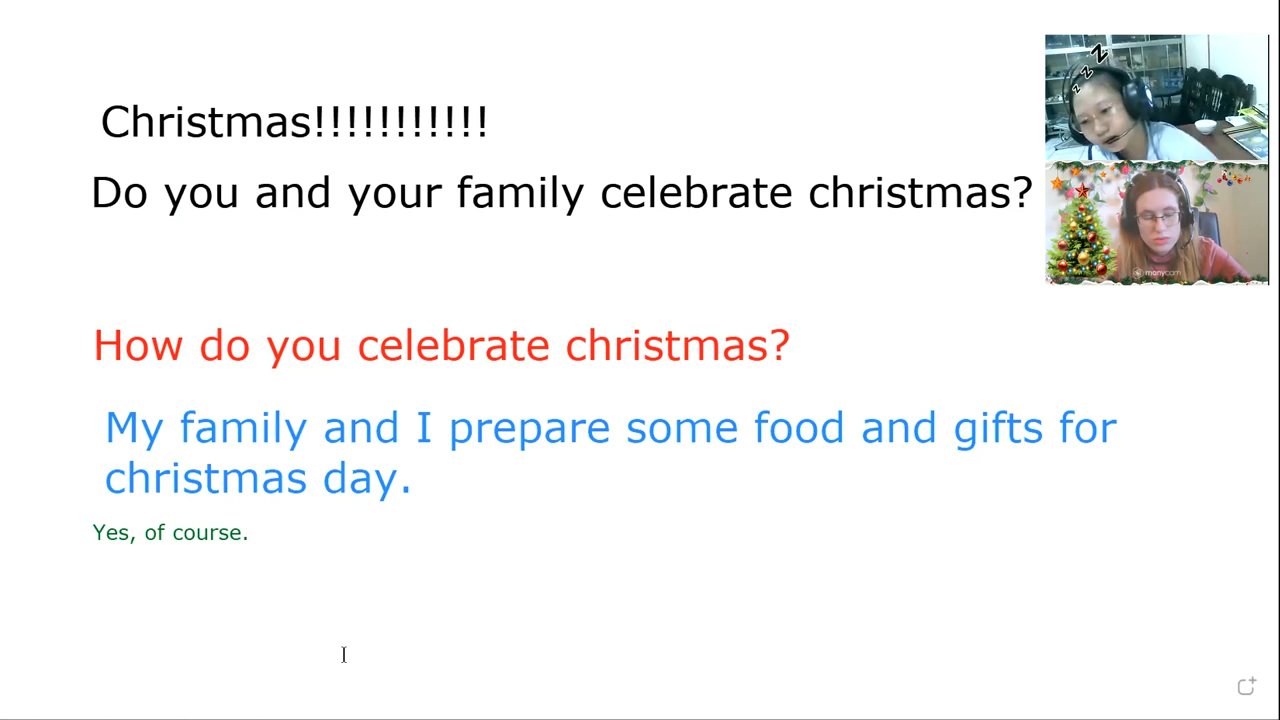 Christmas!!!!!!!!!!!
Do you and your family celebrate christmas?
How do you celebrate christmas?
My family and I prepare some food and gifts for
christmas day.
Yes, of course.
z z Z
manycam